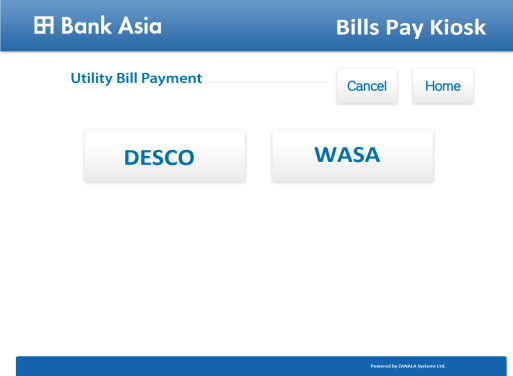 Bank Asia
Bills Pay Kiosk
Utility Bill Payment
Cancel
Home
DESCO
WASA
Powered by ZANALA Systems Ltd.